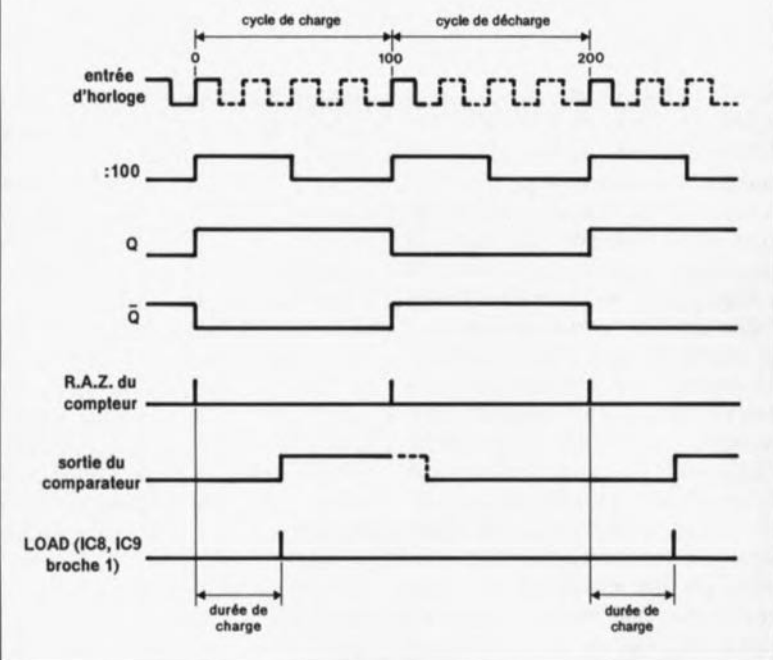 cycle de charge
cycle de décharge
0
100
200
entrée
d'horloge
:100
Q
Q̄
R.A.Z. du
compteur
sortie du
comparateur
LOAD (IC8, IC9
broche 1)
durée de
charge
durée de
charge